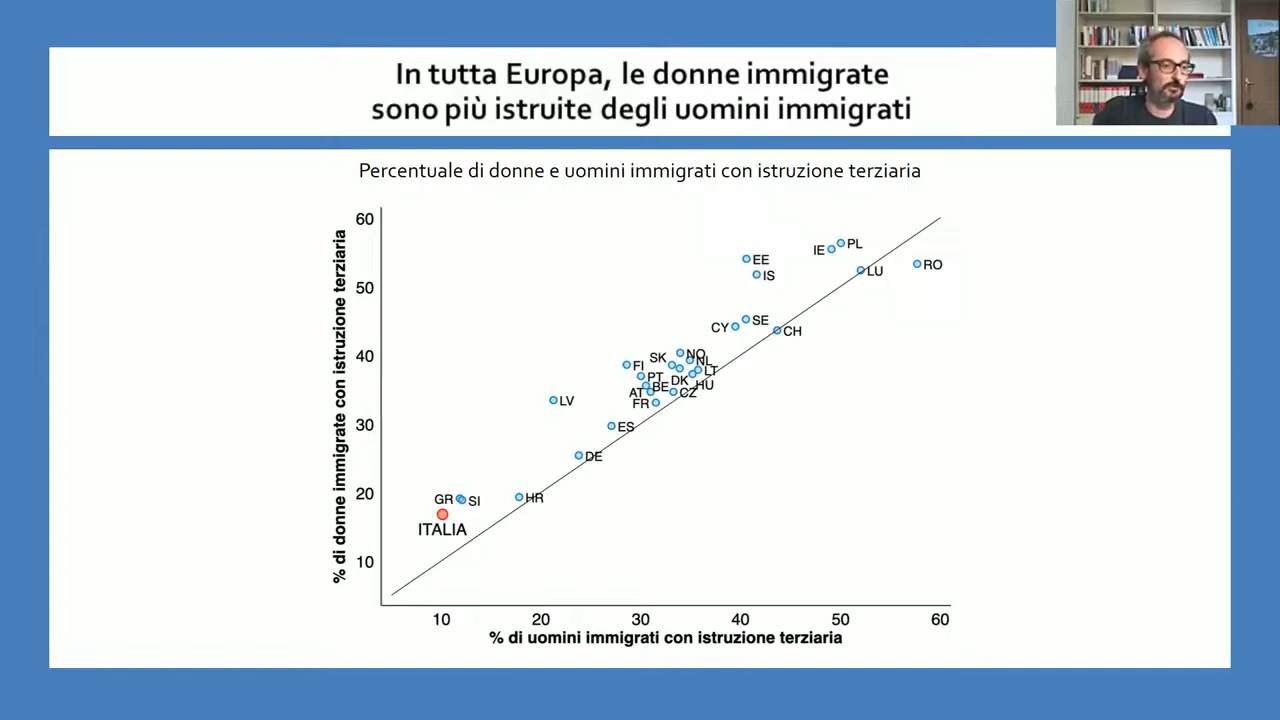 In tutta Europa, le donne immigrate
sono più istruite degli uomini immigrati
Percentuale di donne e uomini immigrati con istruzione terziaria
% di donne immigrate con istruzione terziaria
60
50
40
30
20
10
IE
PL
EE
LU
RO
IS
CY
SE
CH
SK
NO
NL
FI
LT
PT
DK
HU
BE
AT
CZ
FR
LV
ES
DE
GR
SI
HR
ITALIA
10 20 30 40 50 60
% di uomini immigrati con istruzione terziaria